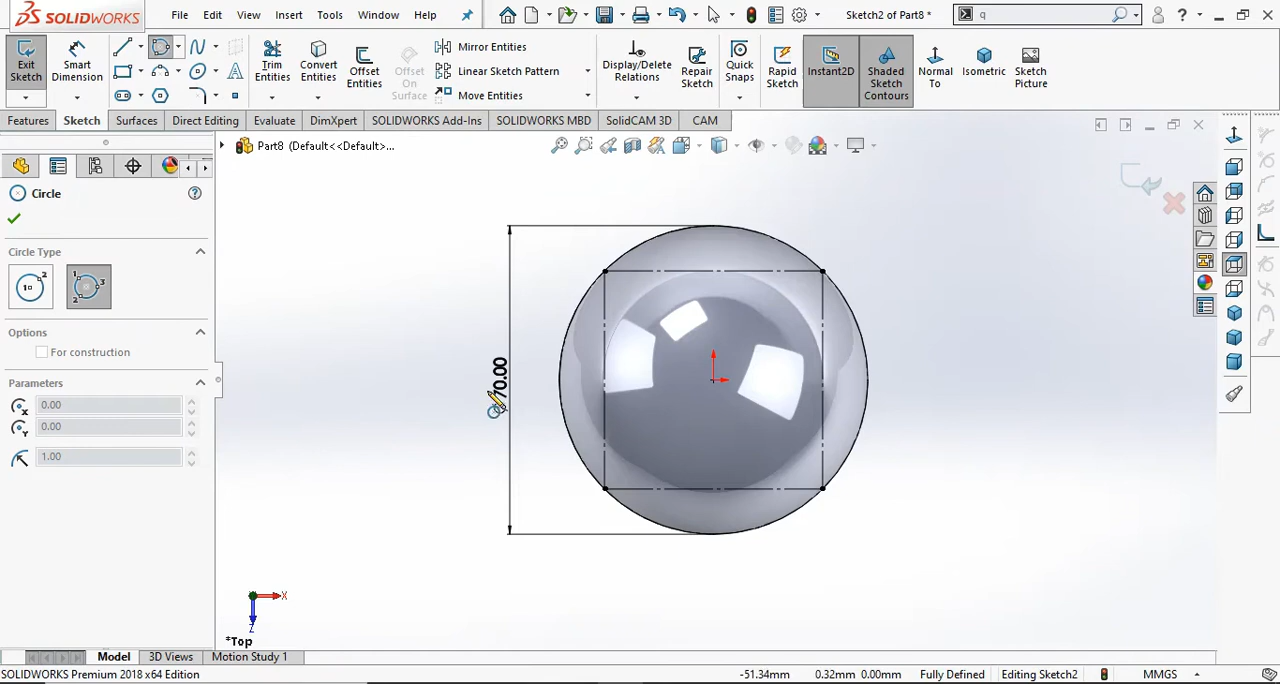 SOLIDWORKS File Edit View Insert Tools Window Help Sketch2 of Part8 * q
Exit Sketch
Smart Dimension
Trim Entities
Convert Entities
Offset Entities
Offset On Surface
Mirror Entities
Linear Sketch Pattern
Move Entities
Display/Delete Relations
Repair Sketch
Quick Snaps
Rapid Sketch
Instant2D
Shaded Sketch Contours
Normal To
Isometric
Sketch Picture
Features Sketch Surfaces Direct Editing Evaluate DimXpert SOLIDWORKS Add-Ins SOLIDWORKS MBD SolidCAM 3D CAM
Part8 (Default<<Default>...
Circle
Circle Type
Options
For construction
Parameters
0.00
0.00
1.00
70.00
X
Z
*Top
Model 3D Views Motion Study 1
SOLIDWORKS Premium 2018 x64 Edition -51.34mm 0.32mm 0.00mm Fully Defined Editing Sketch2 MMGS